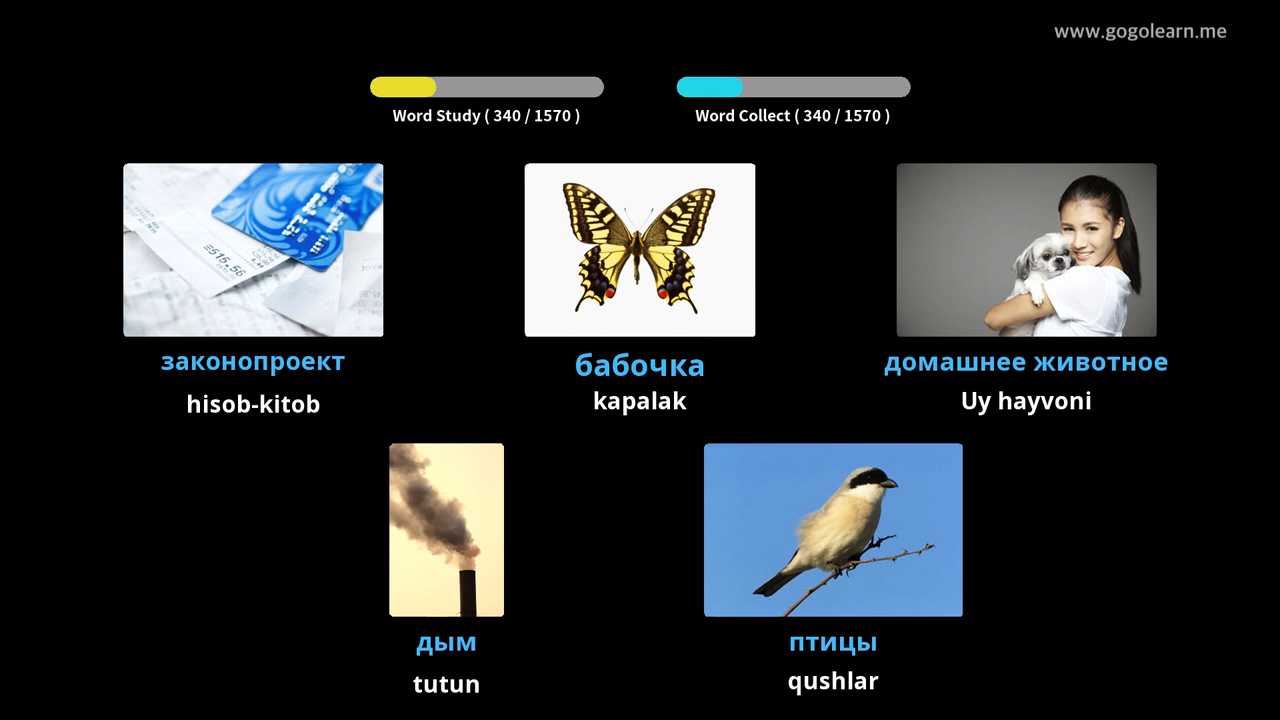 www.gogolearn.me
Word Study ( 340 / 1570 )
Word Collect ( 340 / 1570 )
законопроект
hisob-kitob
бабочка
kapalak
домашнее животное
Uy hayvoni
дым
tutun
птицы
qushlar